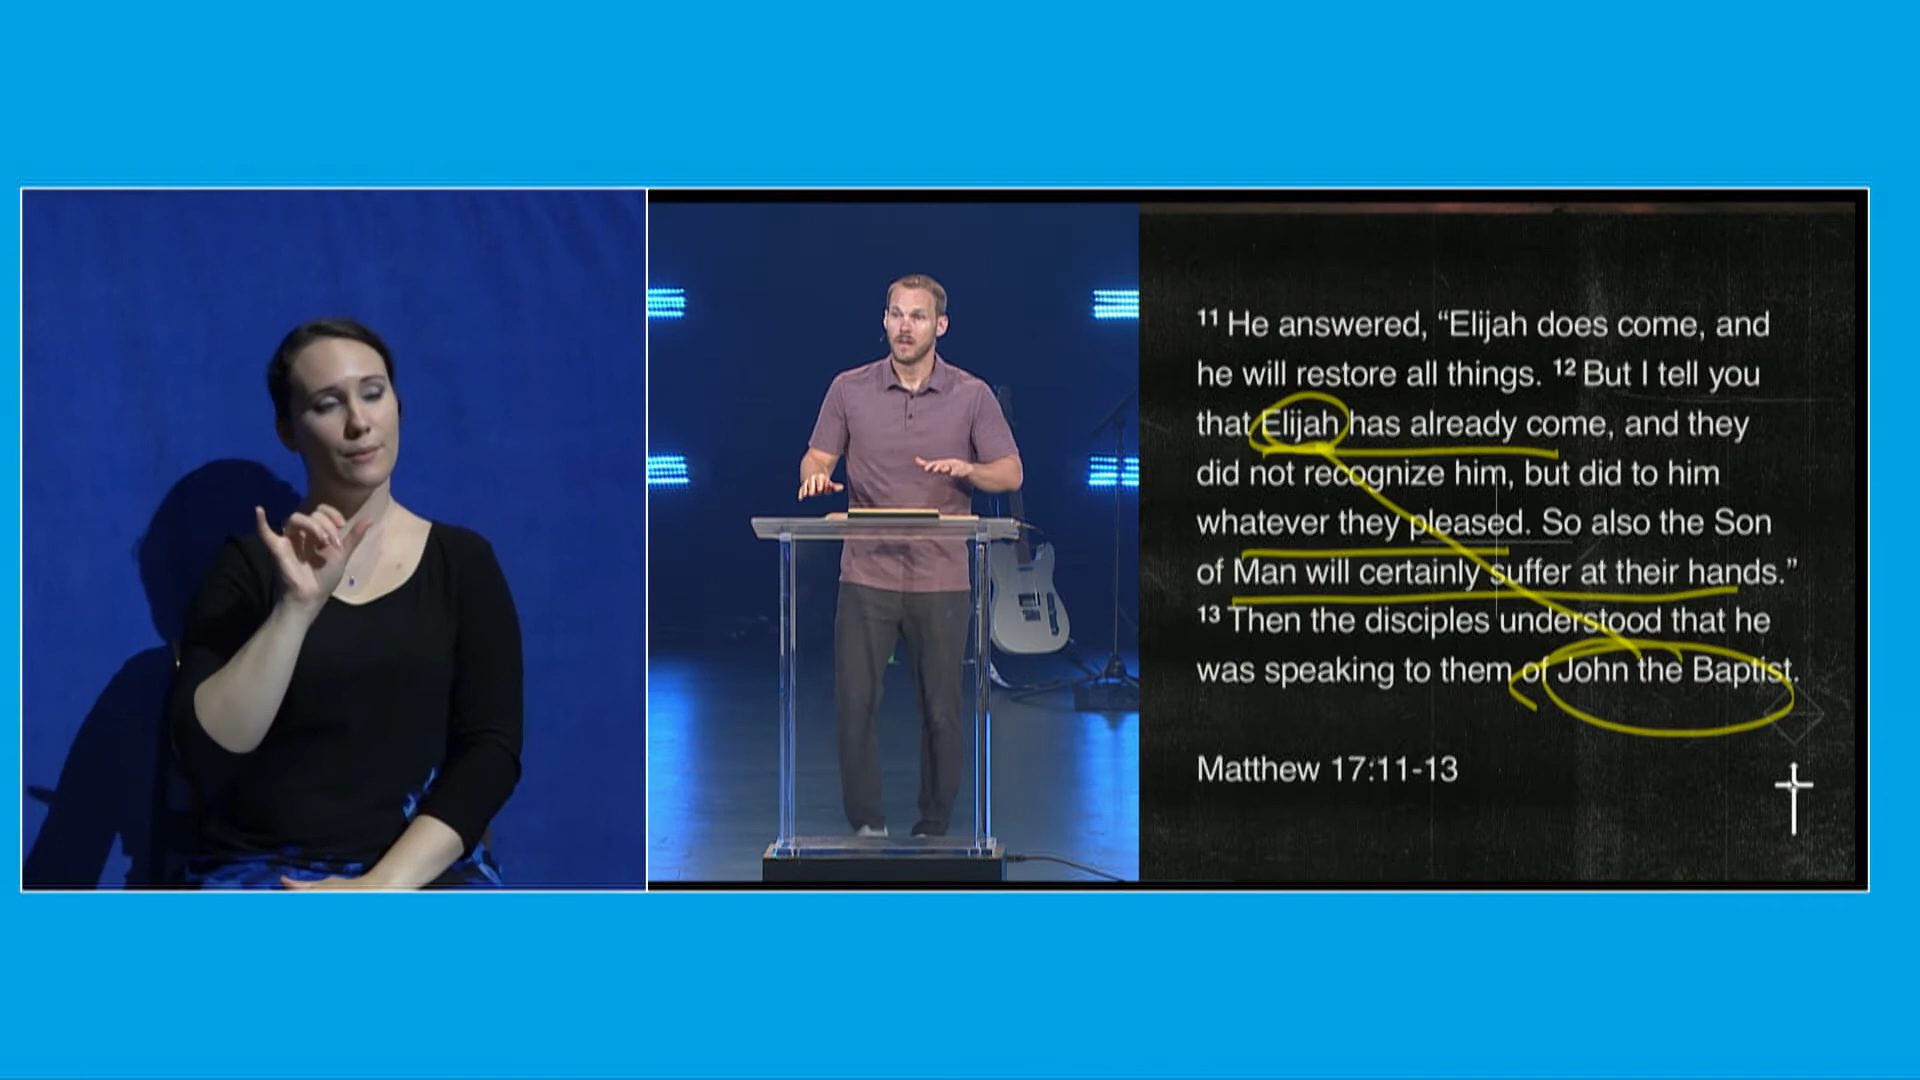 ¹¹ He answered, “Elijah does come, and
he will restore all things. ¹² But I tell you
that Elijah has already come, and they
did not recognize him, but did to him
whatever they pleased. So also the Son
of Man will certainly suffer at their hands.”
¹³ Then the disciples understood that he
was speaking to them of John the Baptist.
Matthew 17:11-13